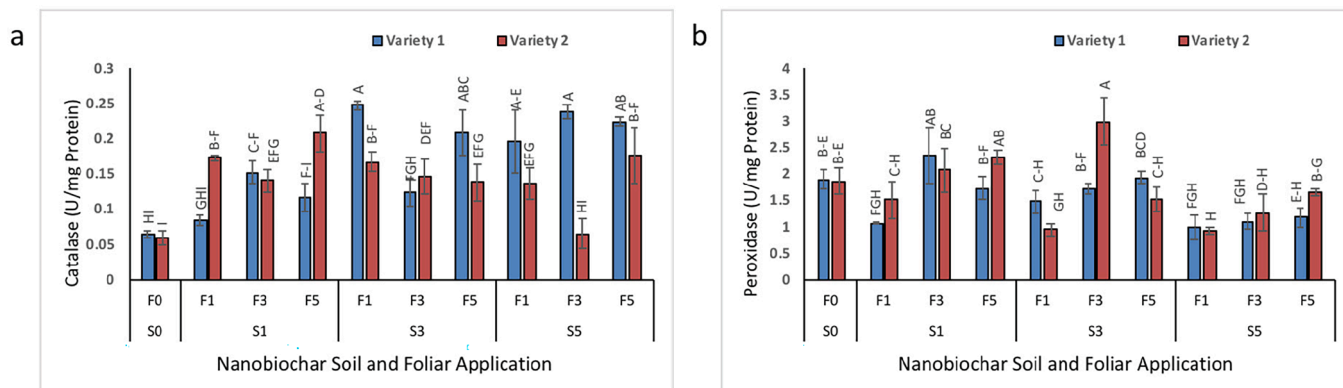 a
Variety 1
Variety 2
Catalase (U/mg Protein)
0.3
0.25
0.2
0.15
0.1
0.05
0
HI
I
GHI
B-F
C-F
EFG
F-I
A-D
A
B-F
FGH
DEF
ABC
EFG
A-E
EFG
A
HI
AB
B-F
F0
F1
F3
F5
F1
F3
F5
F1
F3
F5
S0
S1
S3
S5
Nanobiochar Soil and Foliar Application
b
Variety 1
Variety 2
Peroxidase (U/mg Protein)
4
3.5
3
2.5
2
1.5
1
0.5
0
B-E
B-E
FGH
C-H
AB
BC
B-F
AB
C-H
GH
B-F
A
BCD
C-H
FGH
H
FGH
D-H
E-H
B-G
F0
F1
F3
F5
F1
F3
F5
F1
F3
F5
S0
S1
S3
S5
Nanobiochar Soil and Foliar Application